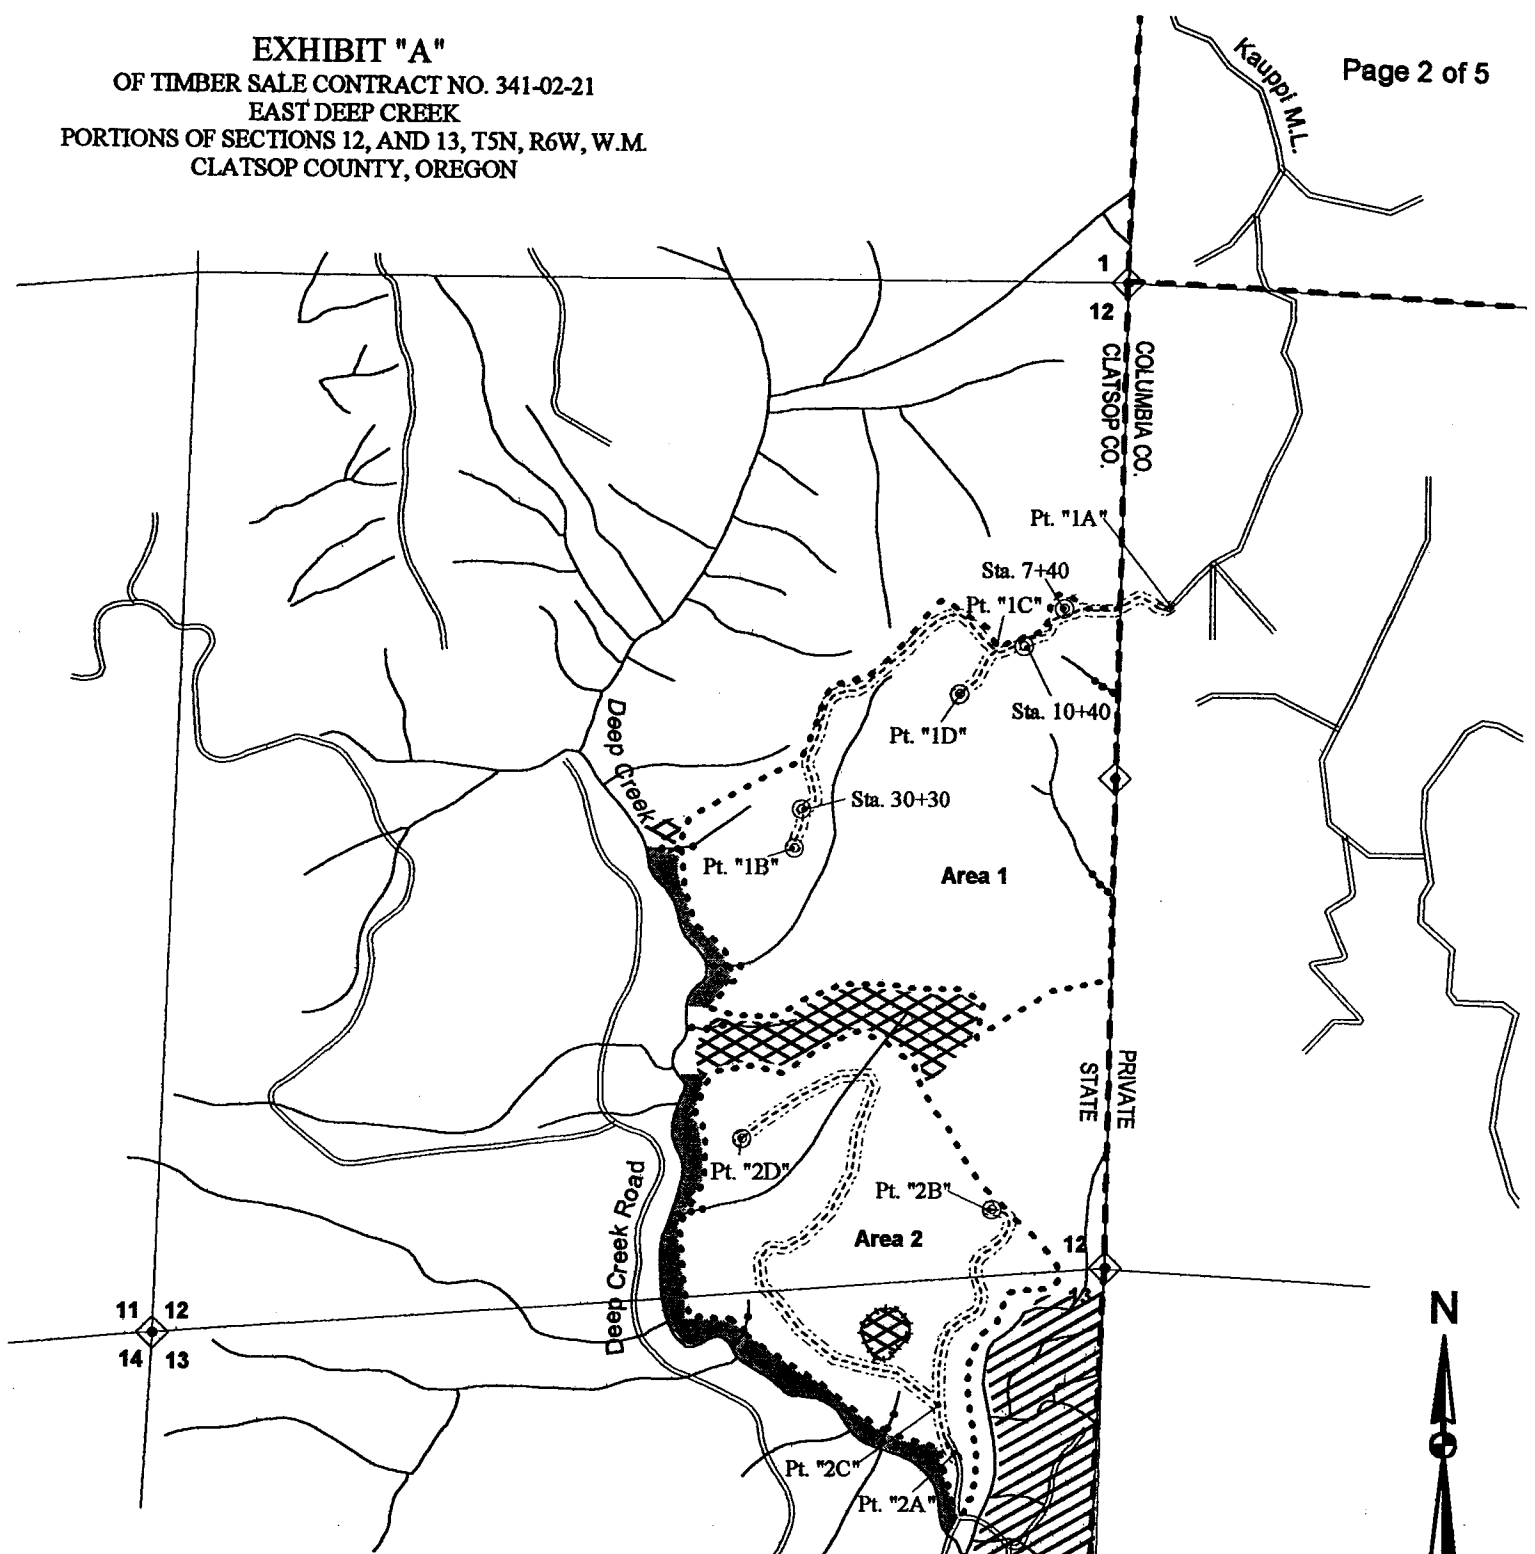 EXHIBIT "A"
OF TIMBER SALE CONTRACT NO. 341-02-21
EAST DEEP CREEK
PORTIONS OF SECTIONS 12, AND 13, T5N, R6W, W.M.
CLATSOP COUNTY, OREGON
Page 2 of 5
Kauppi M.L.
1
12
COLUMBIA CO.
CLATSOP CO.
Pt. "1A"
Sta. 7+40
Pt. "1C"
Sta. 10+40
Pt. "1D"
Deep Creek
Sta. 30+30
Pt. "1B"
Area 1
PRIVATE
STATE
Pt. "2D"
Pt. "2B"
Area 2
Deep Creek Road
12
13
11 12
14 13
N
Pt. "2C"
Pt. "2A"